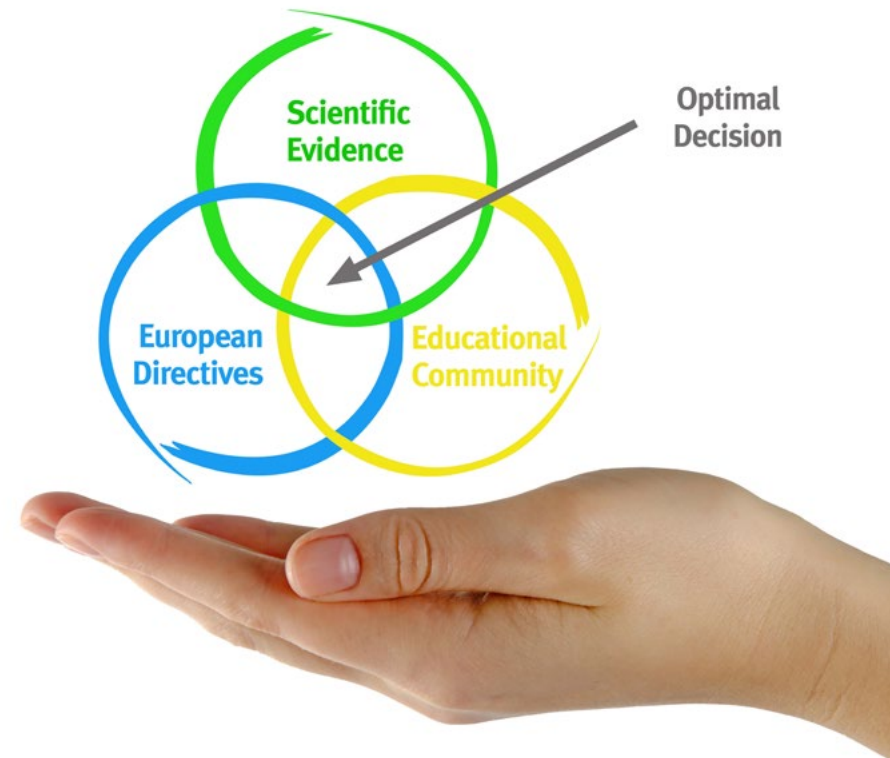 Scientific
Evidence
Optimal
Decision
European
Directives
Educational
Community